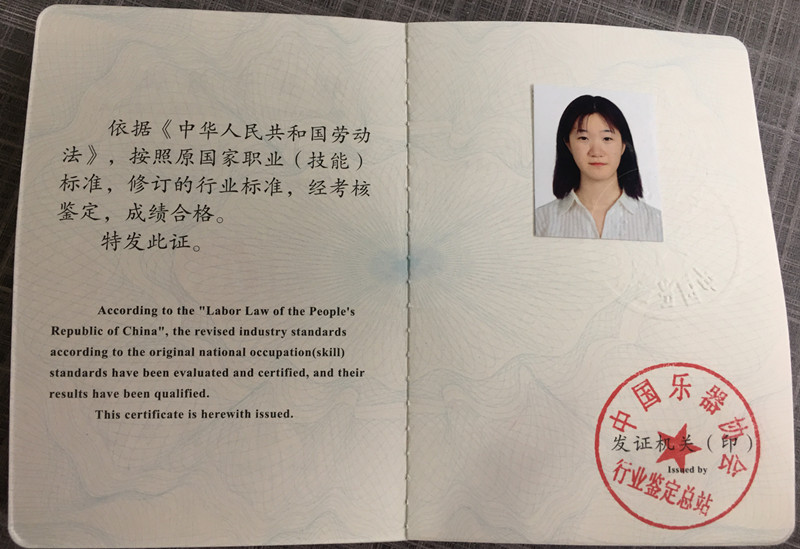 依据《中华人民共和国劳动
法》，按照原国家职业（技能）
标准，修订的行业标准，经考核
鉴定，成绩合格。
特发此证。
According to the "Labor Law of the People's
Republic of China", the revised industry standards
according to the original national occupation(skill)
standards have been evaluated and certified, and their
results have been qualified.
This certificate is herewith issued.
中国乐器协会
发证机关（印）
Issued by
行业鉴定总站